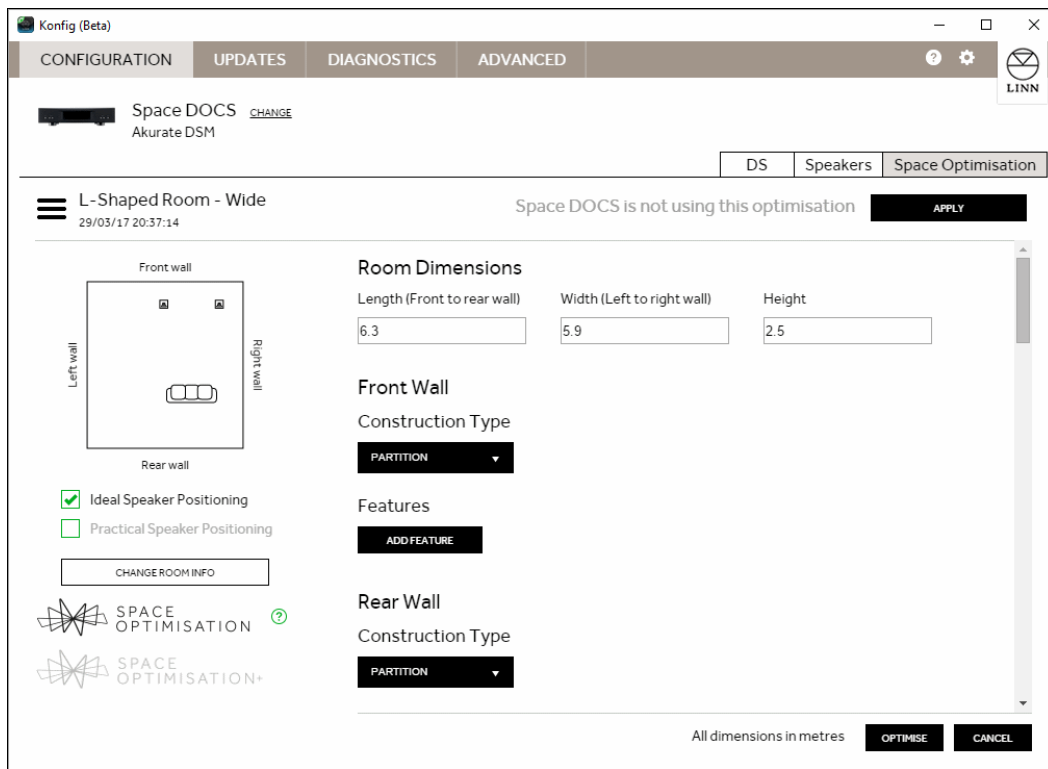 Konfig (Beta)
CONFIGURATION UPDATES DIAGNOSTICS ADVANCED
LINN
Space DOCS CHANGE
Akurate DSM
DS Speakers Space Optimisation
L-Shaped Room - Wide
29/03/17 20:37:14
Space DOCS is not using this optimisation APPLY
Front wall
Left wall
Right wall
Rear wall
Ideal Speaker Positioning
Practical Speaker Positioning
CHANGE ROOM INFO
SPACE
OPTIMISATION
SPACE
OPTIMISATION+
Room Dimensions
Length (Front to rear wall) Width (Left to right wall) Height
6.3 5.9 2.5
Front Wall
Construction Type
PARTITION
Features
ADD FEATURE
Rear Wall
Construction Type
PARTITION
All dimensions in metres OPTIMISE CANCEL